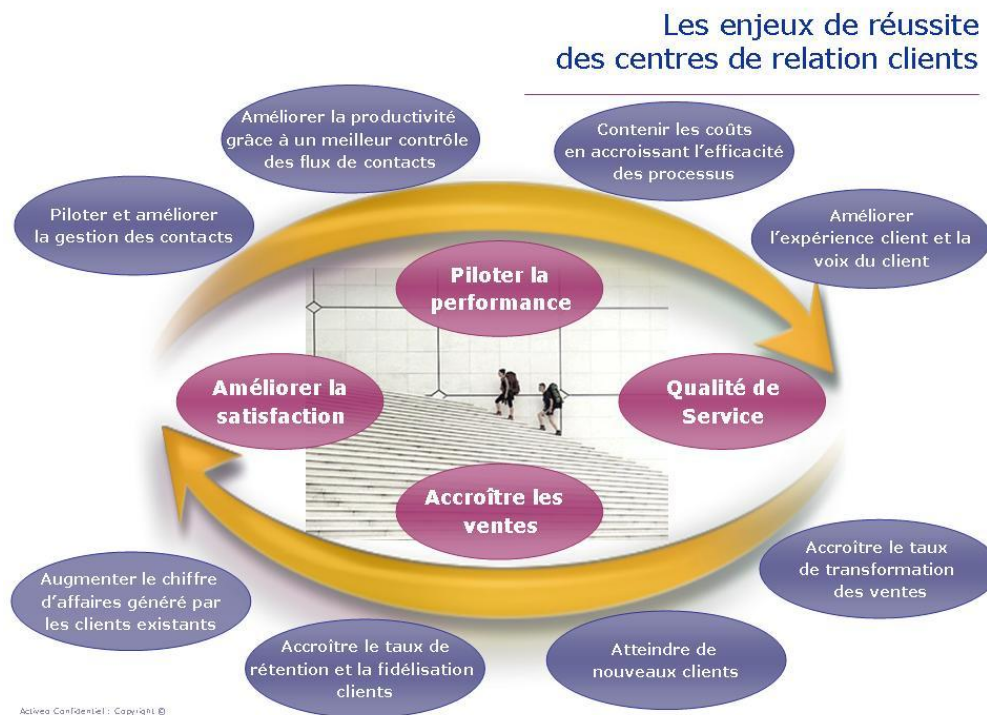 Les enjeux de réussite
des centres de relation clients
Améliorer la productivité
grâce à un meilleur contrôle
des flux de contacts
Contenir les coûts
en accroissant l'efficacité
des processus
Piloter et améliorer
la gestion des contacts
Améliorer
l'expérience client et la
voix du client
Piloter la
performance
Améliorer la
satisfaction
Qualité de
Service
Accroître les
ventes
Accroître le taux
de transformation
des ventes
Augmenter le chiffre
d'affaires généré par
les clients existants
Accroître le taux de
rétention et la fidélisation
clients
Atteindre de
nouveaux clients
Activeo Confidentiel : Copyright ©